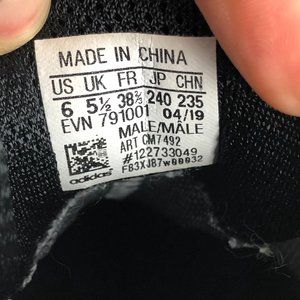 MADE IN CHINA
US UK FR JP CHN
6 5½ 38⅔ 240 235
EVN 791001 04/19
MALE/MÂLE
ART CM7492
#122733049
adidas F83XJB7w00032